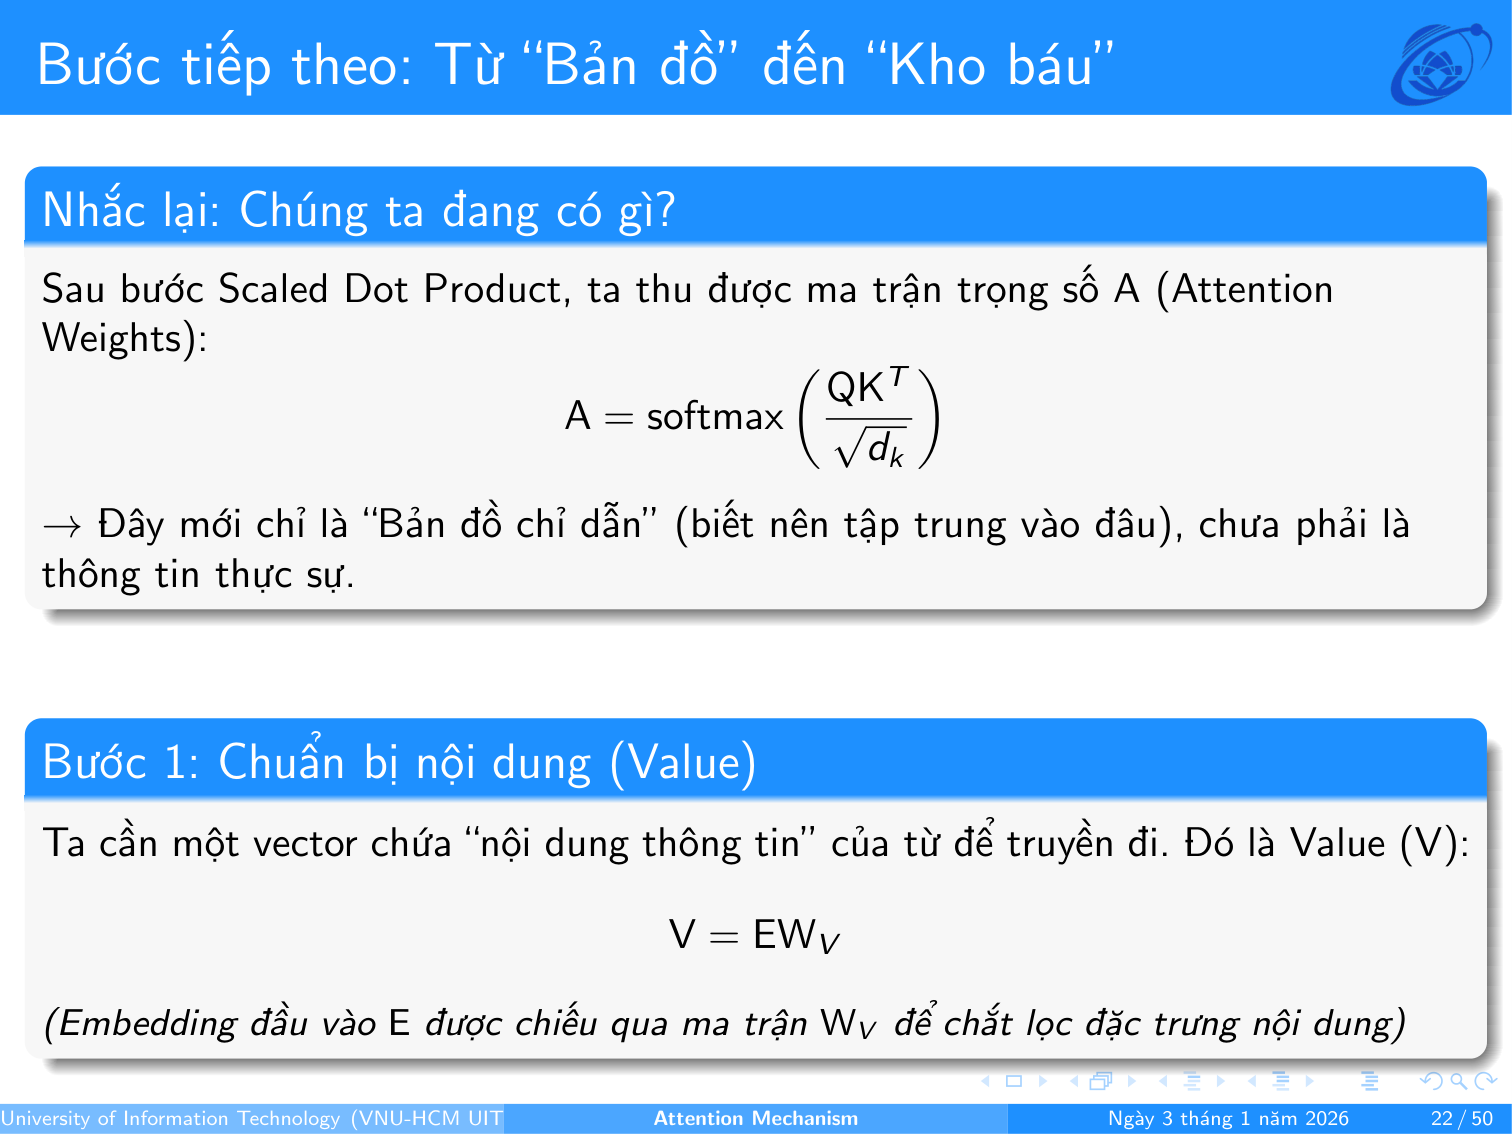 Bước tiếp theo: Từ “Bản đồ” đến “Kho báu”
Nhắc lại: Chúng ta đang có gì?
Sau bước Scaled Dot Product, ta thu được ma trận trọng số A (Attention
Weights):
A = softmax(QK^T / √d_k)
→ Đây mới chỉ là “Bản đồ chỉ dẫn” (biết nên tập trung vào đâu), chưa phải là
thông tin thực sự.
Bước 1: Chuẩn bị nội dung (Value)
Ta cần một vector chứa “nội dung thông tin” của từ để truyền đi. Đó là Value (V):
V = EW_V
(Embedding đầu vào E được chiếu qua ma trận W_V để chắt lọc đặc trưng nội dung)
University of Information Technology (VNU-HCM UIT
Attention Mechanism
Ngày 3 tháng 1 năm 2026
22 / 50